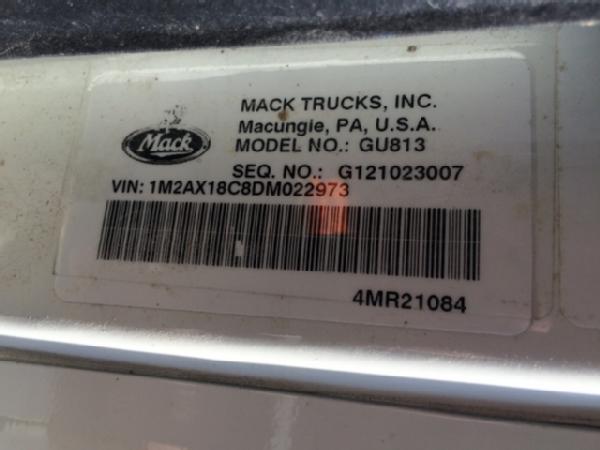 Mack
MACK TRUCKS, INC.
Macungie, PA, U.S.A.
MODEL NO.: GU813
SEQ. NO.: G121023007
VIN: 1M2AX18C8DM022973
4MR21084